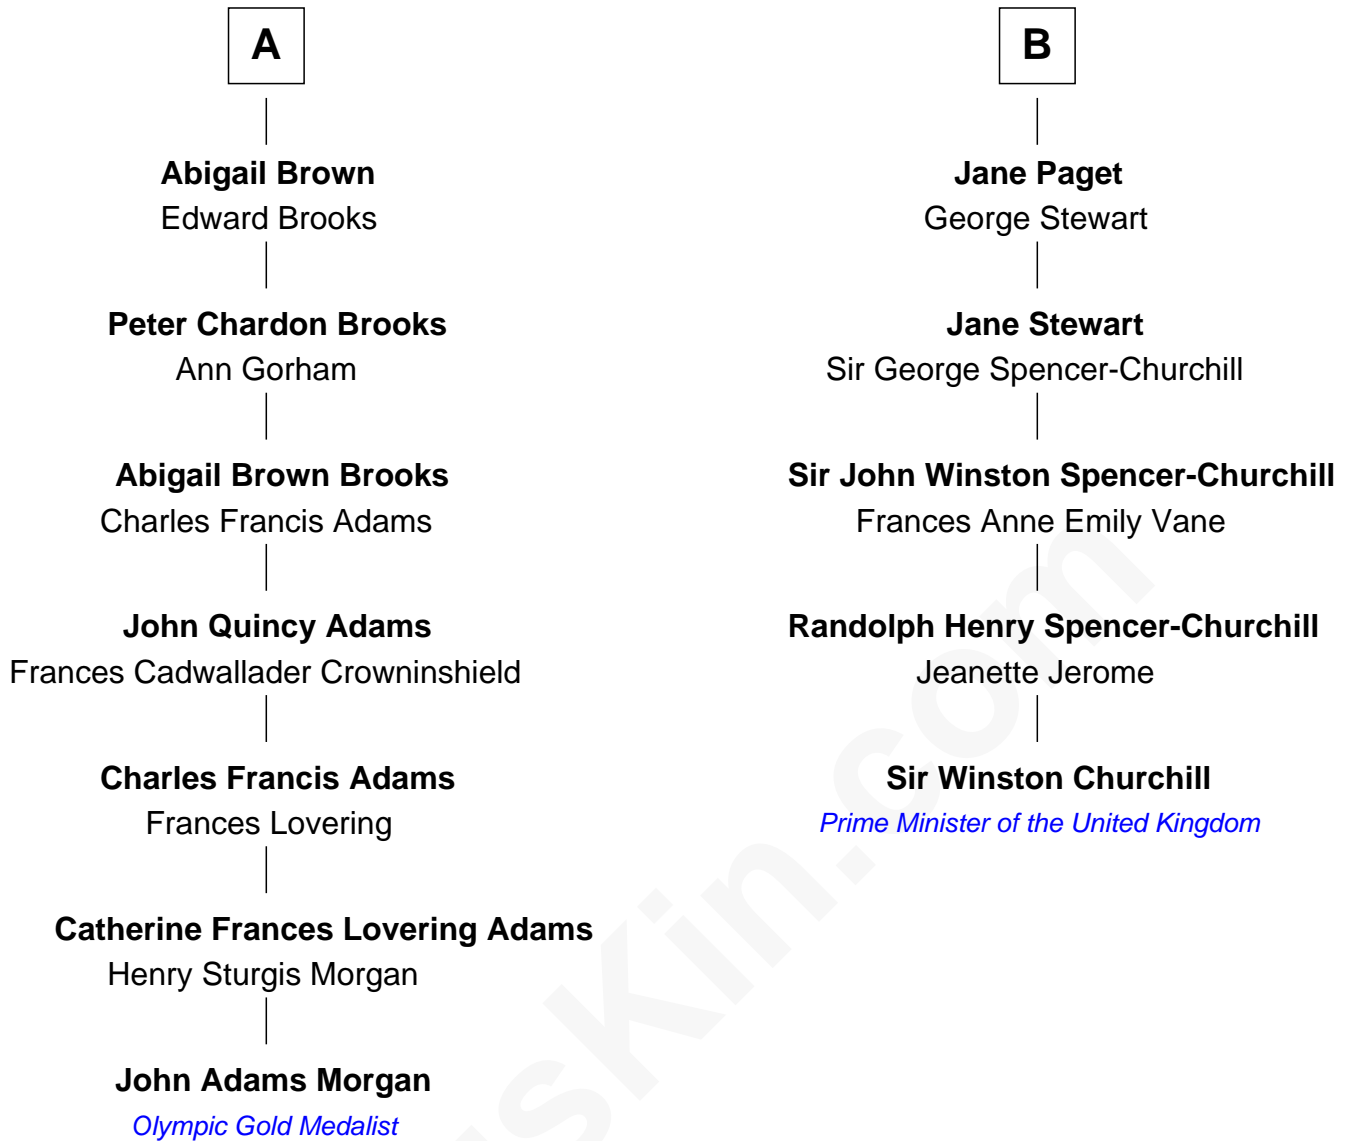 A
Abigail Brown
Edward Brooks
Peter Chardon Brooks
Ann Gorham
Abigail Brown Brooks
Charles Francis Adams
John Quincy Adams
Frances Cadwallader Crowninshield
Charles Francis Adams
Frances Lovering
Catherine Frances Lovering Adams
Henry Sturgis Morgan
John Adams Morgan
Olympic Gold Medalist
B
Jane Paget
George Stewart
Jane Stewart
Sir George Spencer-Churchill
Sir John Winston Spencer-Churchill
Frances Anne Emily Vane
Randolph Henry Spencer-Churchill
Jeanette Jerome
Sir Winston Churchill
Prime Minister of the United Kingdom
usKin.com